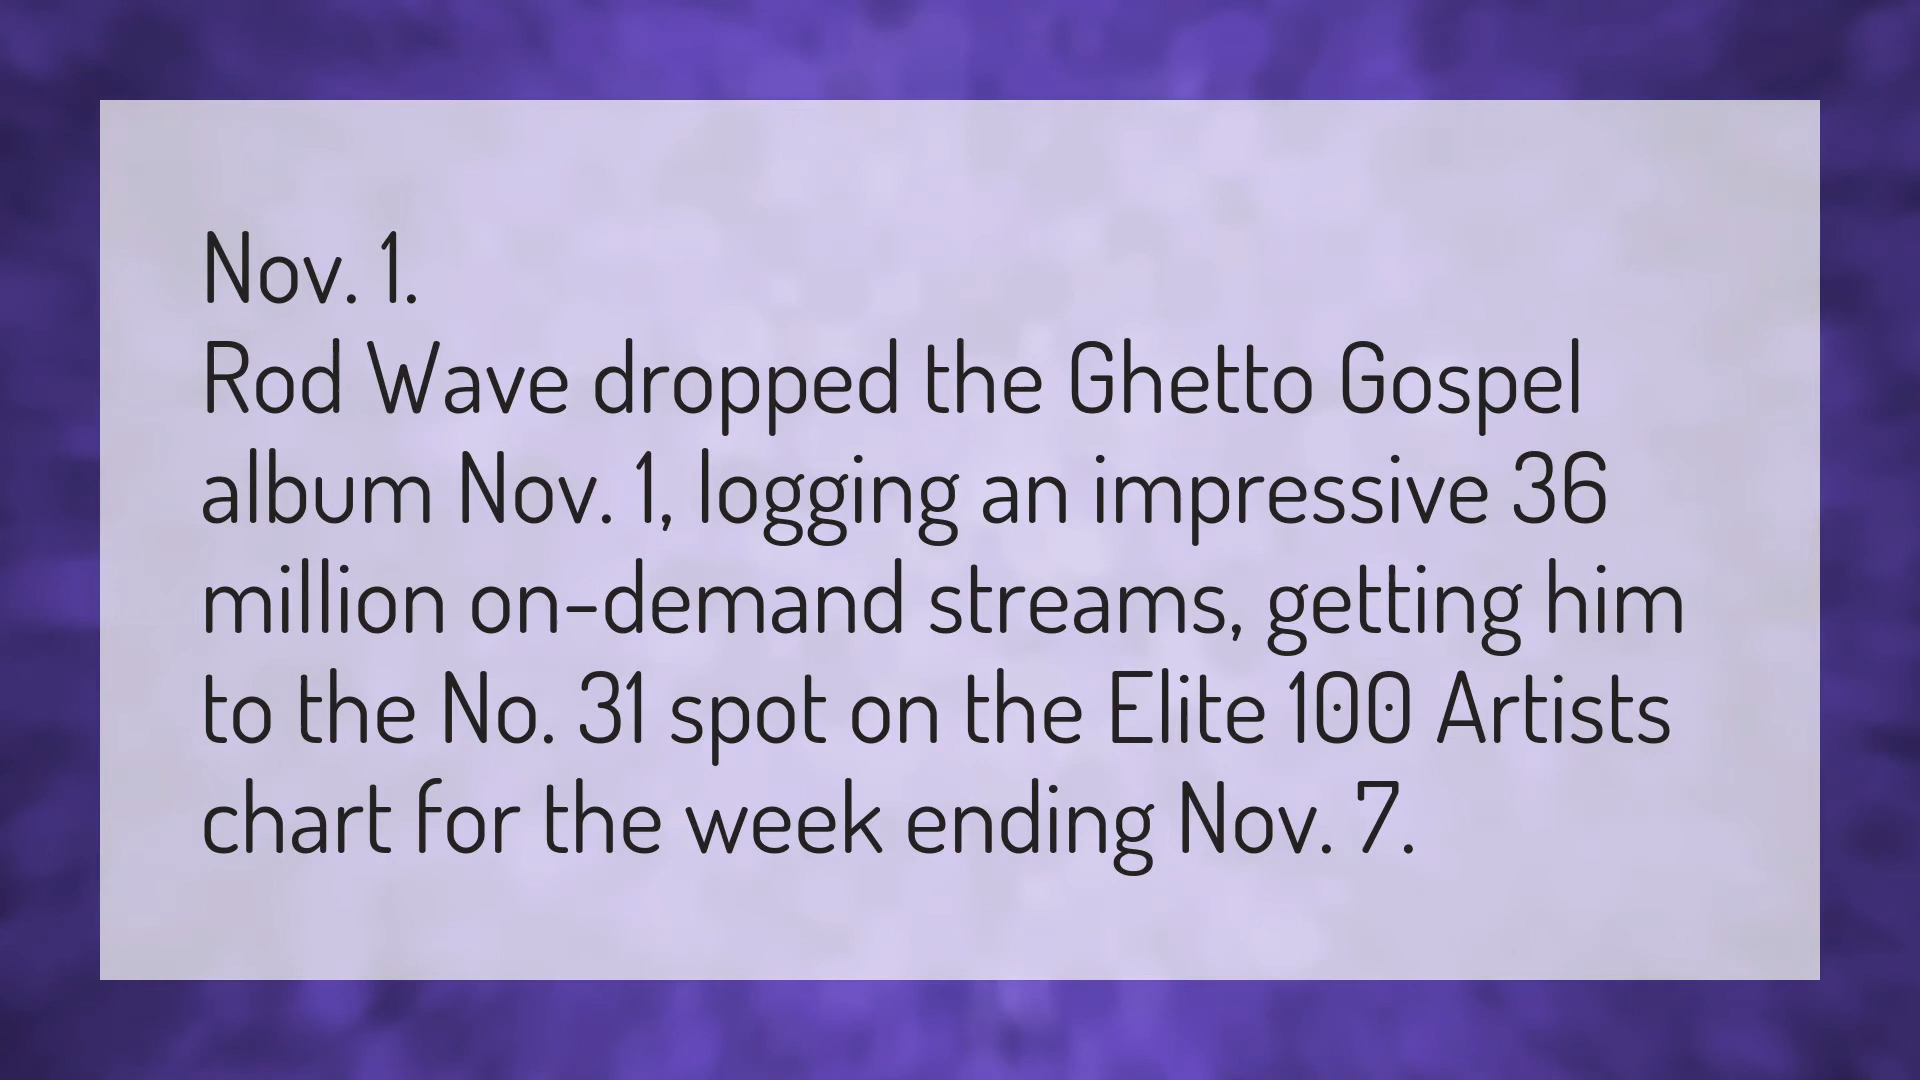 Nov. 1.
Rod Wave dropped the Ghetto Gospel
album Nov. 1, logging an impressive 36
million on-demand streams, getting him
to the No. 31 spot on the Elite 100 Artists
chart for the week ending Nov. 7.